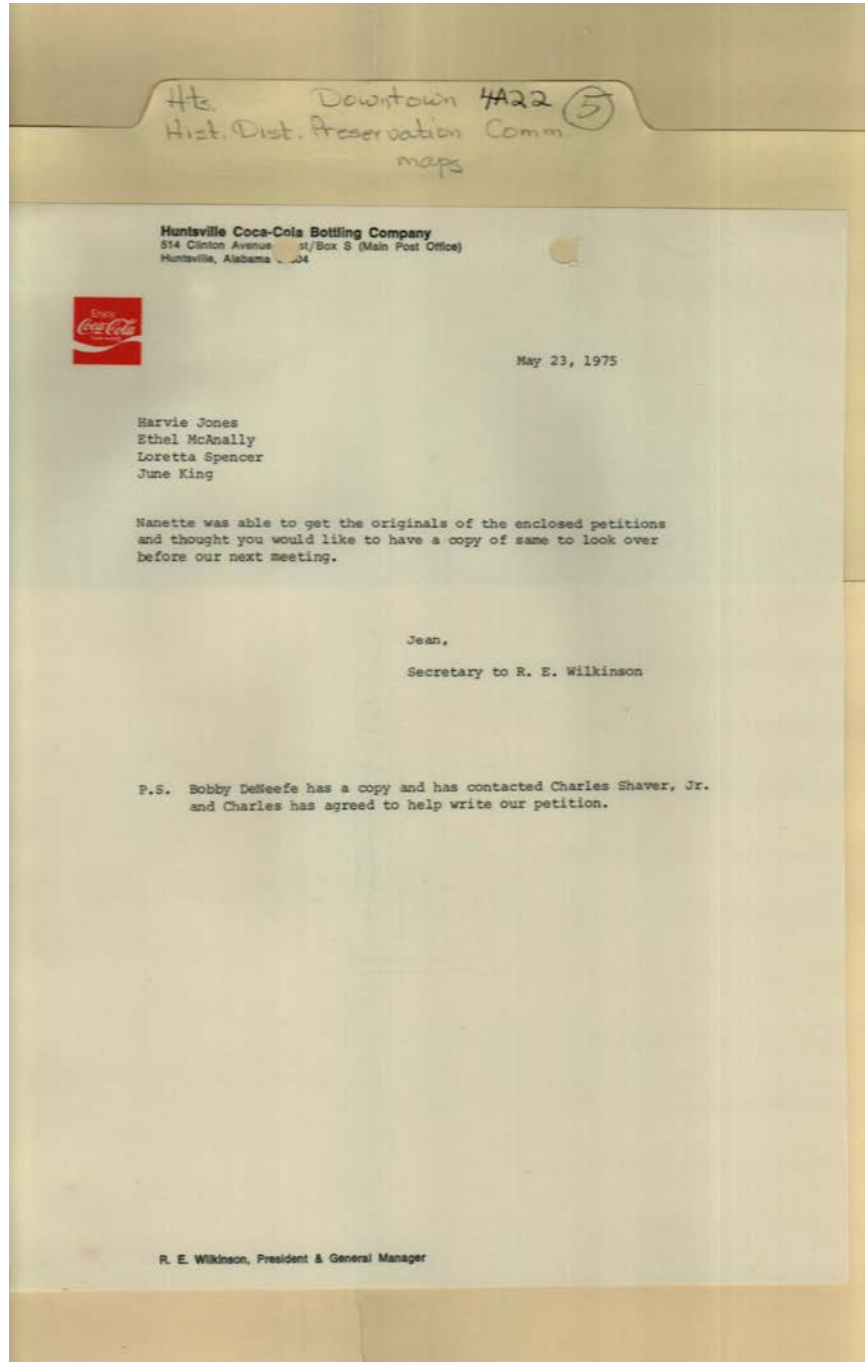 Hts. Downtown 4A22 5
Hist. Dist. Preservation Comm.
maps
Huntsville Coca-Cola Bottling Company
514 Clinton Avenue st/Box S (Main Post Office)
Huntsville, Alabama 04
Enjoy
Coca-Cola
May 23, 1975
Harvie Jones
Ethel McAnally
Loretta Spencer
June King
Nanette was able to get the originals of the enclosed petitions
and thought you would like to have a copy of same to look over
before our next meeting.
Jean,
Secretary to R. E. Wilkinson
P.S. Bobby DeNeefe has a copy and has contacted Charles Shaver, Jr.
and Charles has agreed to help write our petition.
R. E. Wilkinson, President & General Manager